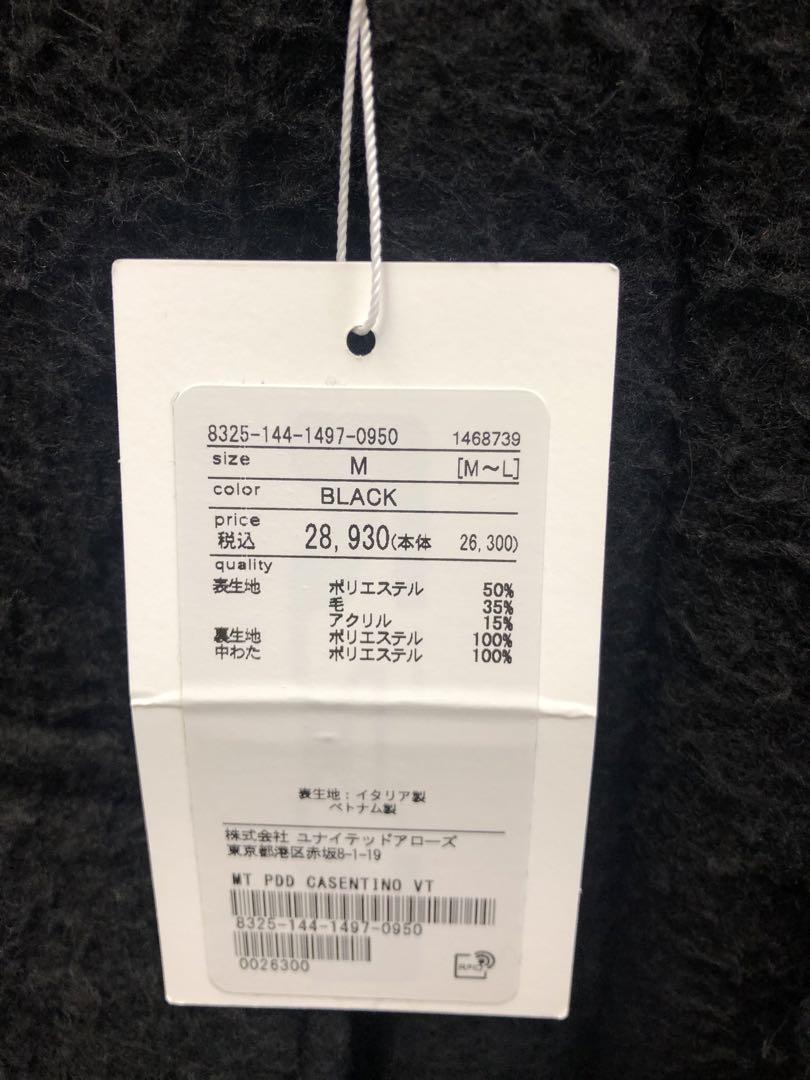 8325-144-1497-0950 1468739
size M [M~L]
color BLACK
price
税込 28,930(本体 26,300)
quality
表生地 ポリエステル 50%
毛 35%
アクリル 15%
裏生地 ポリエステル 100%
中わた ポリエステル 100%
表生地:イタリア製
ベトナム製
株式会社 ユナイテッドアローズ
東京都港区赤坂8-1-19
MT PDD CASENTINO VT
8325-144-1497-0950
0026300
RFID